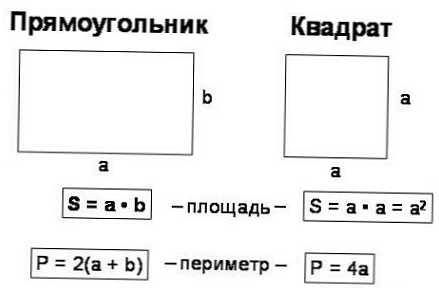 Прямоугольник Квадрат
b a
a a
S = a • b – площадь – S = a • a = a²
P = 2(a + b) – периметр – P = 4a